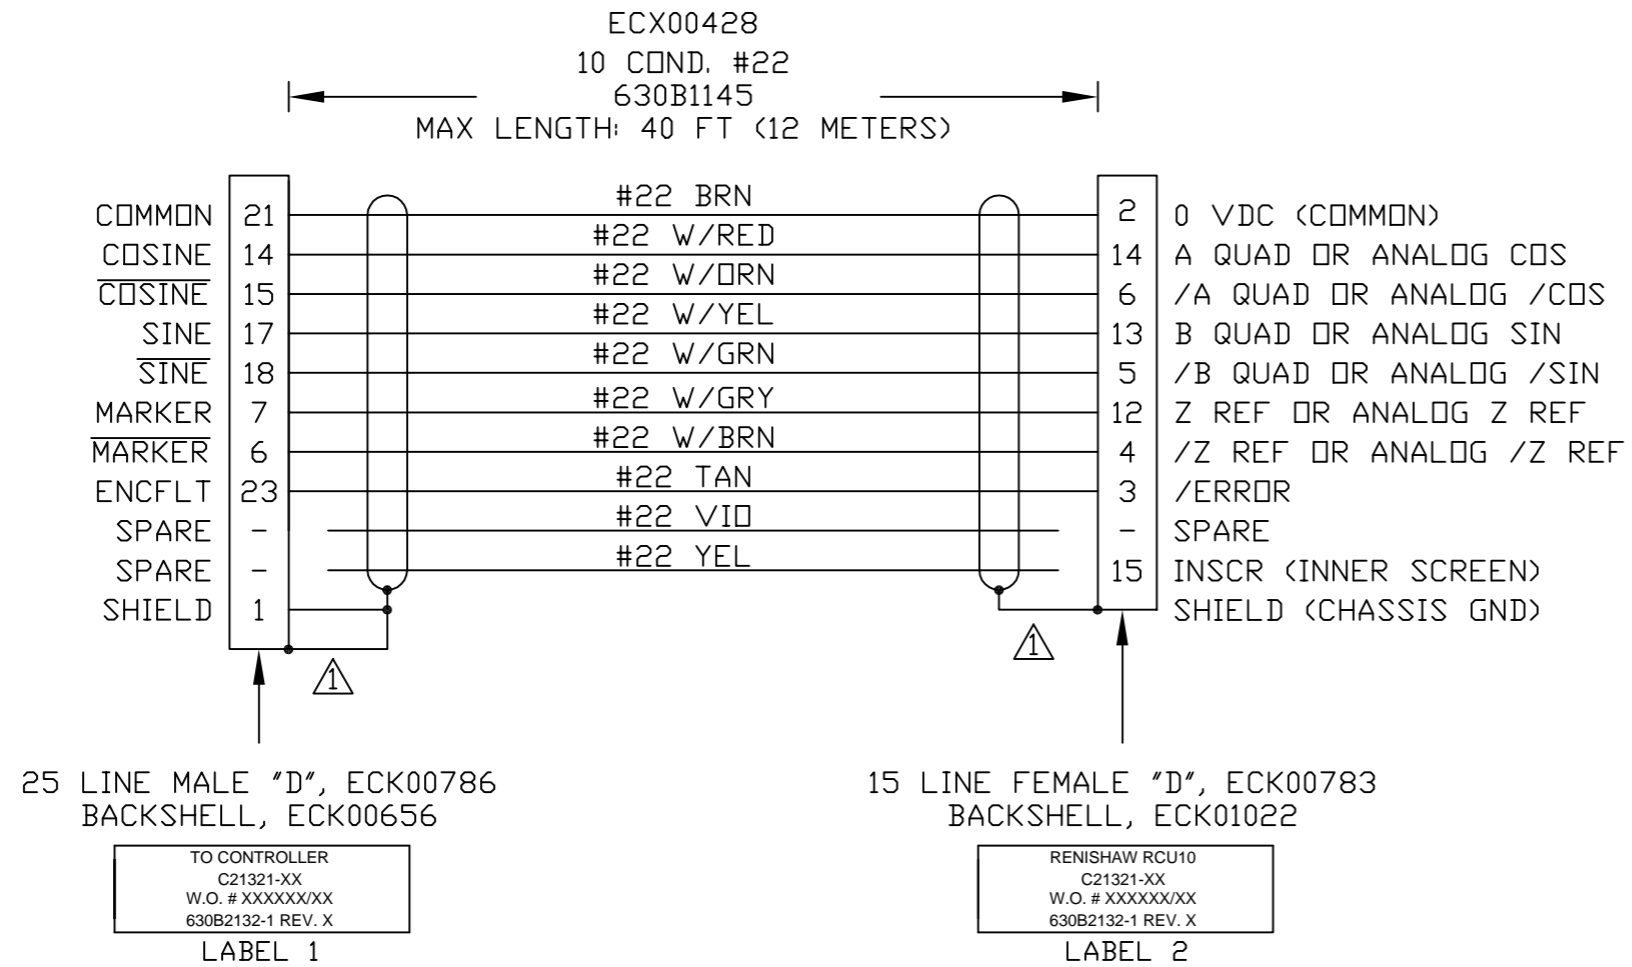 ECX00428
10 COND. #22
630B1145
MAX LENGTH: 40 FT (12 METERS)
COMMON 21 #22 BRN 2 0 VDC (COMMON)
COSINE 14 #22 W/RED 14 A QUAD OR ANALOG COS
COSINE 15 #22 W/ORN 6 /A QUAD OR ANALOG /COS
SINE 17 #22 W/YEL 13 B QUAD OR ANALOG SIN
SINE 18 #22 W/GRN 5 /B QUAD OR ANALOG /SIN
MARKER 7 #22 W/GRY 12 Z REF OR ANALOG Z REF
MARKER 6 #22 W/BRN 4 /Z REF OR ANALOG /Z REF
ENCFLT 23 #22 TAN 3 /ERROR
SPARE - #22 VIO - SPARE
SPARE - #22 YEL 15 INSCR (INNER SCREEN)
SHIELD 1 SHIELD (CHASSIS GND)
1
1
25 LINE MALE "D", ECK00786
BACKSHELL, ECK00656
TO CONTROLLER
C21321-XX
W.O. # XXXXXX/XX
630B2132-1 REV. X
LABEL 1
15 LINE FEMALE "D", ECK00783
BACKSHELL, ECK01022
RENISHAW RCU10
C21321-XX
W.O. # XXXXXX/XX
630B2132-1 REV. X
LABEL 2